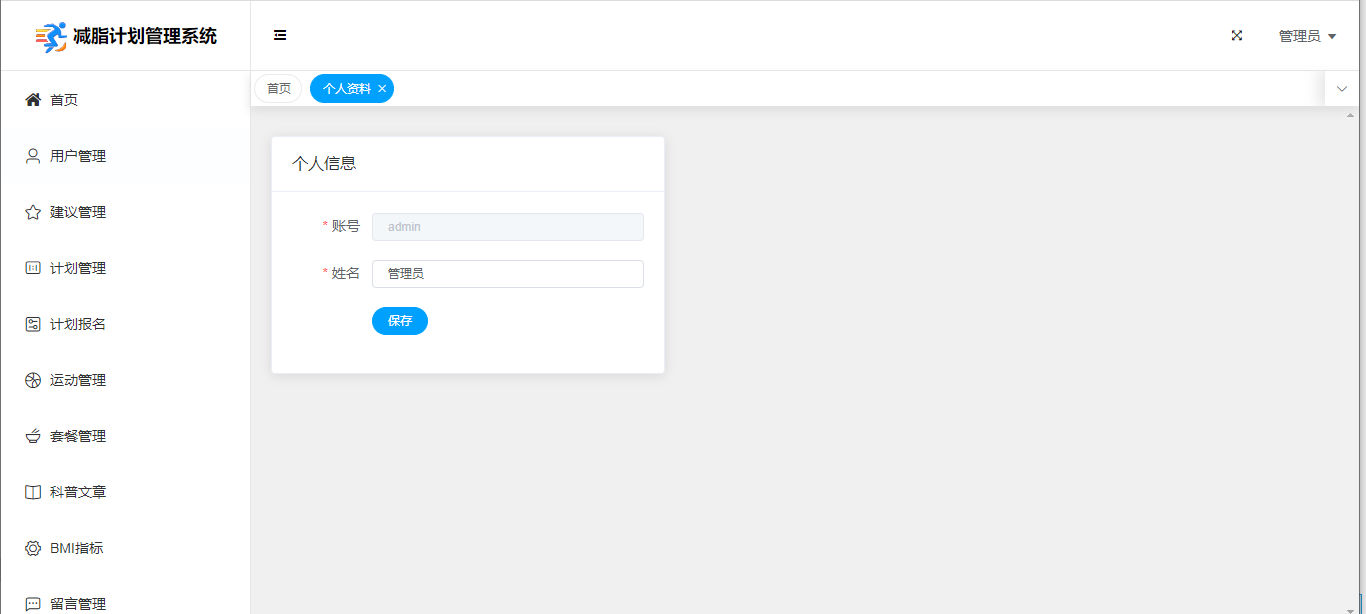 减脂计划管理系统
管理员
首页
用户管理
建议管理
计划管理
计划报名
运动管理
套餐管理
科普文章
BMI指标
留言管理
首页
个人资料
个人信息
* 账号 admin
* 姓名 管理员
保存